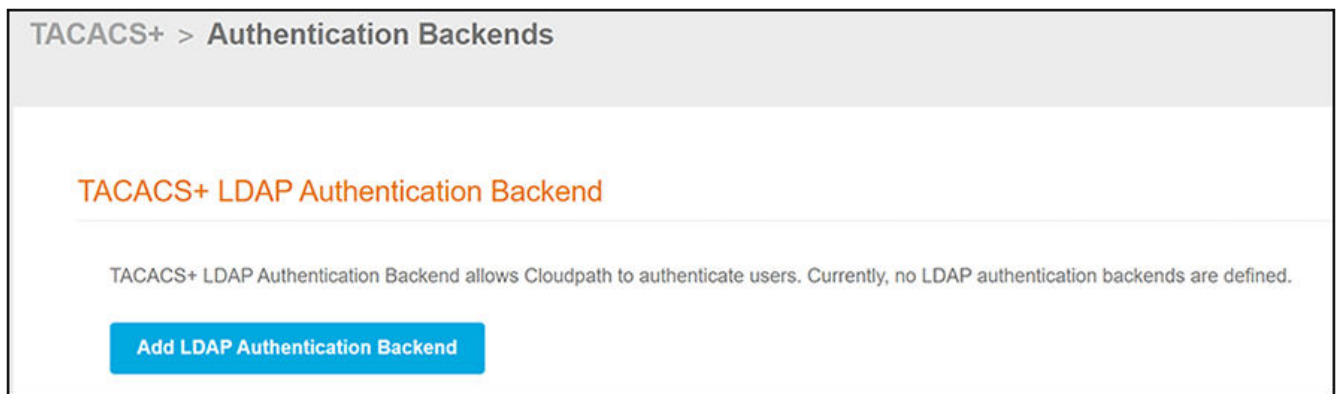 TACACS+ > Authentication Backends
TACACS+ LDAP Authentication Backend
TACACS+ LDAP Authentication Backend allows Cloudpath to authenticate users. Currently, no LDAP authentication backends are defined.
Add LDAP Authentication Backend